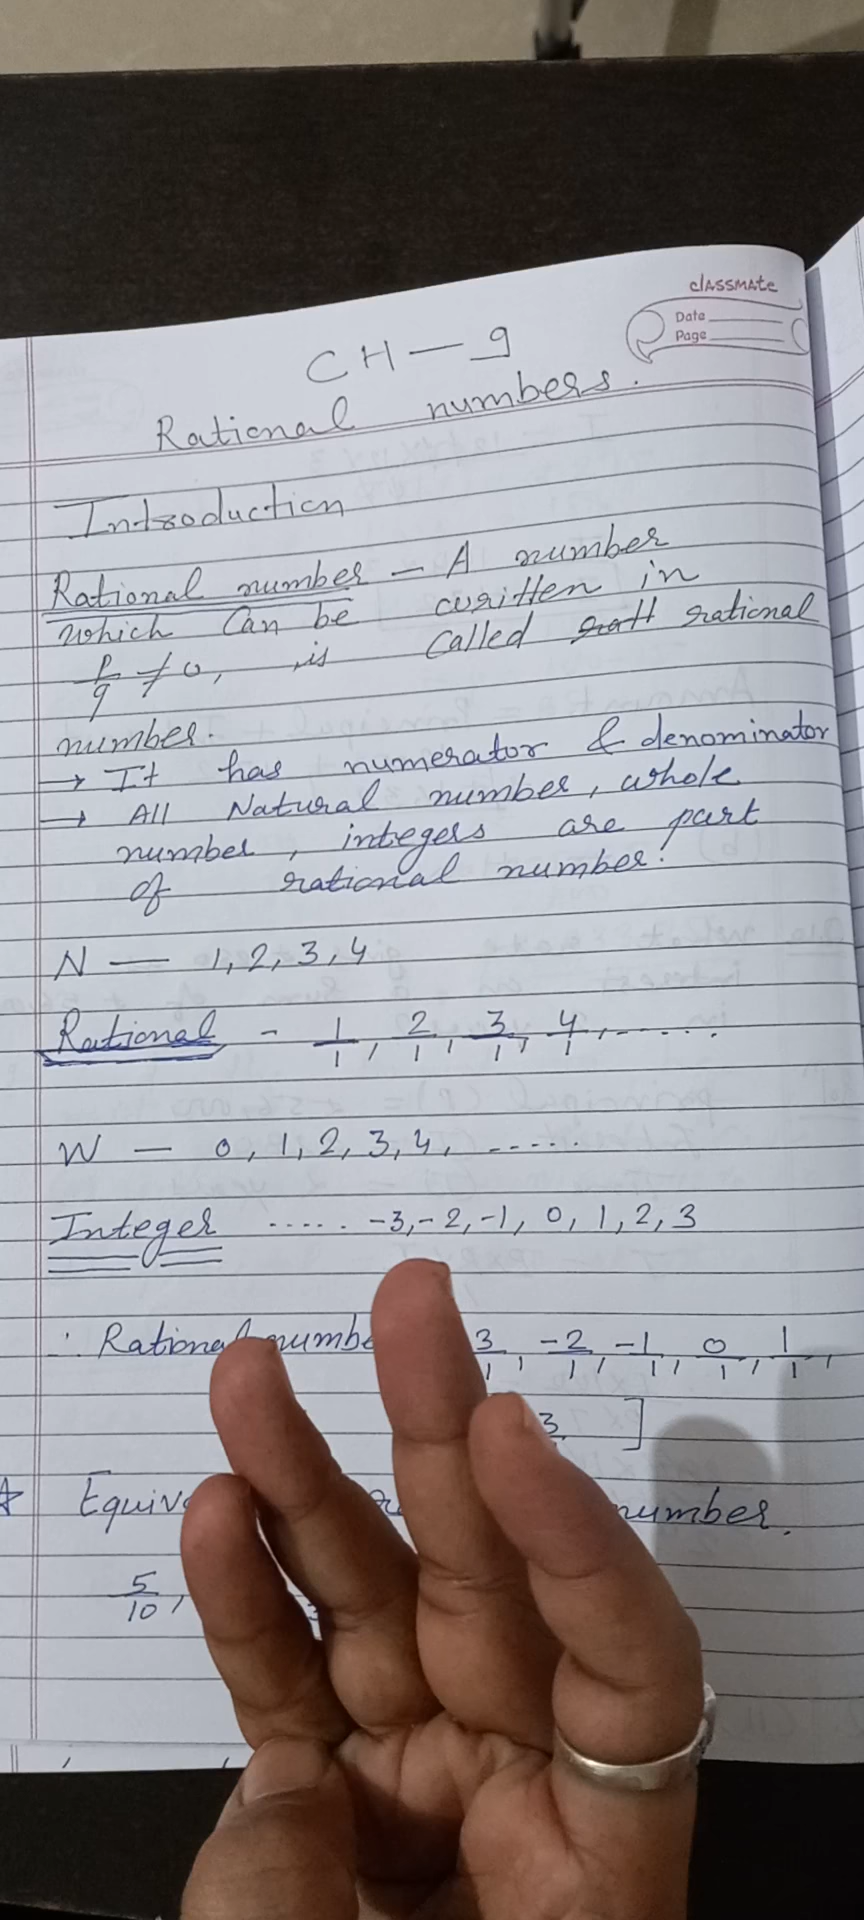 classmate
Date
Page
CH — 9
Rational numbers.
Introduction
Rational number — A number
which Can be written in
p/q ≠ 0, is called rational
number.
→ It has numerator & denominator
→ All Natural number, whole
number, integers are part
of rational number.
N — 1, 2, 3, 4
Rational - 1/1, 2/1, 3/1, 4/1, ......
W — 0, 1, 2, 3, 4, ......
Integer ..... -3, -2, -1, 0, 1, 2, 3
∴ Rational 3/1, -2/1, -1/1, 0/1, 1/1,
3 ]
number.
5/10,